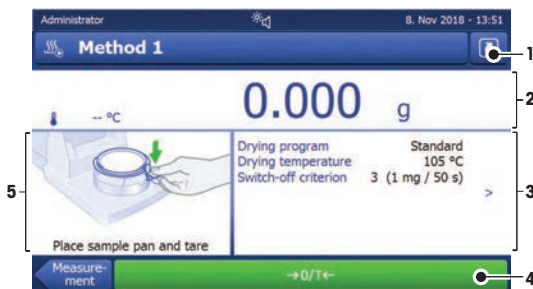 Administrator 8. Nov 2018 - 13:51
Method 1
1
0.000 g
-- °C
2
Drying program Standard
Drying temperature 105 °C
Switch-off criterion 3 (1 mg / 50 s)
>
3
5
Place sample pan and tare
Measure-
ment
→0/T←
4